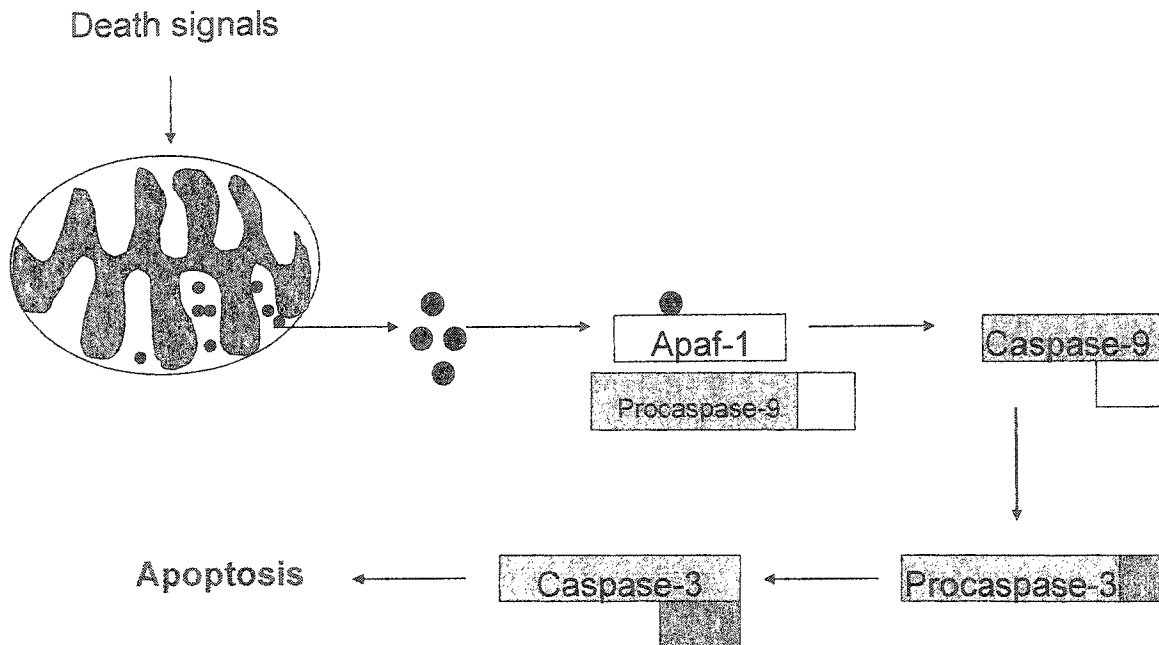 Death signals
Apaf-1
Caspase-9
Procaspase-9
Apoptosis
Caspase-3
Procaspase-3